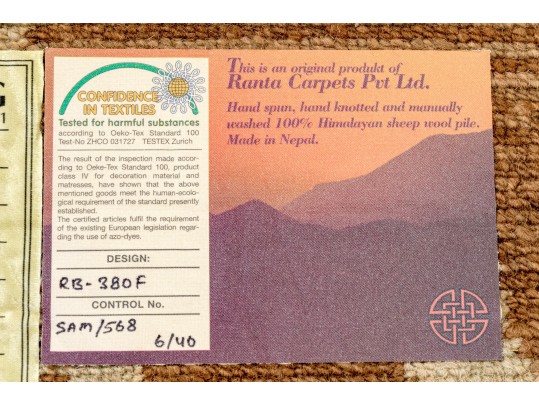 CONFIDENCE
IN TEXTILES
Tested for harmful substances
according to Oeko-Tex Standard 100
Test-No ZHCO 031727 TESTEX Zurich
The result of the inspection made accor-
ding to Oeko-Tex Standard 100, product
class IV for decoration material and
matresses, have shown that the above
mentioned goods meet the human-ecolo-
gical requirement of the standard presently
established.
The certified articles fulfil the requirement
of the existing European legislation regar-
ding the use of azo-dyes.
DESIGN:
RB-380F
CONTROL No.
SAM/568
6/40
This is an original produkt of
Ranta Carpets Pvt Ltd.
Hand spun, hand knotted and manually
washed 100% Himalayan sheep wool pile.
Made in Nepal.
G
1